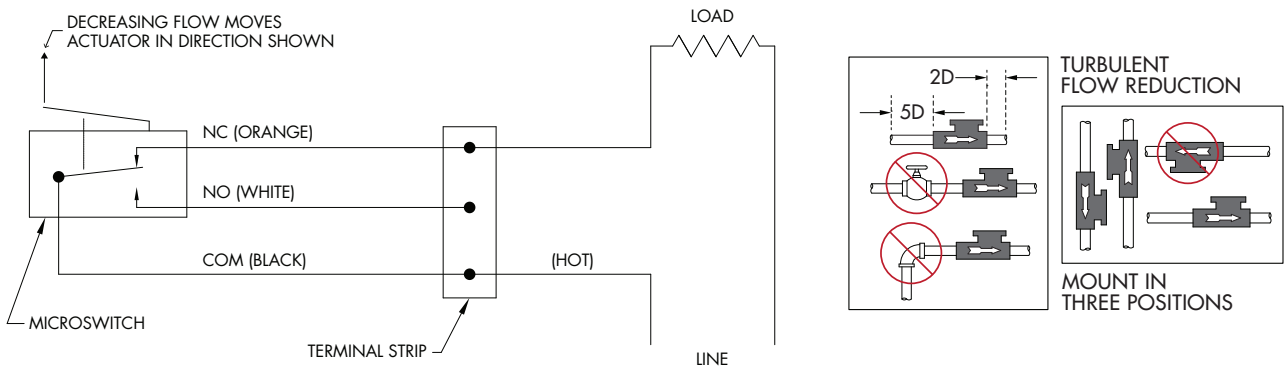 DECREASING FLOW MOVES
ACTUATOR IN DIRECTION SHOWN
LOAD
NC (ORANGE)
NO (WHITE)
COM (BLACK)
(HOT)
MICROSWITCH
TERMINAL STRIP
LINE
2D
5D
TURBULENT
FLOW REDUCTION
MOUNT IN
THREE POSITIONS